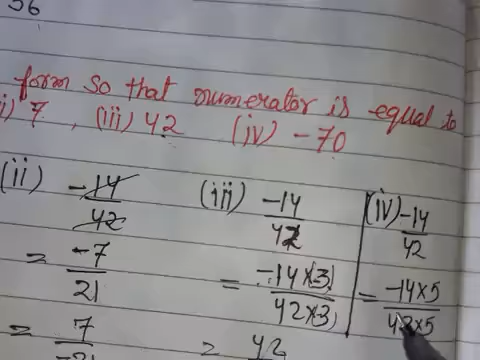 56
form so that numerator is equal to
i) 7 , (iii) 42 (iv) -70
(ii) -14/42 (iii) -14/42 (iv) -14/42
= -7/21 = -14×(3)/42×(3) = -14×5/42×5
= 7/-21 = 42